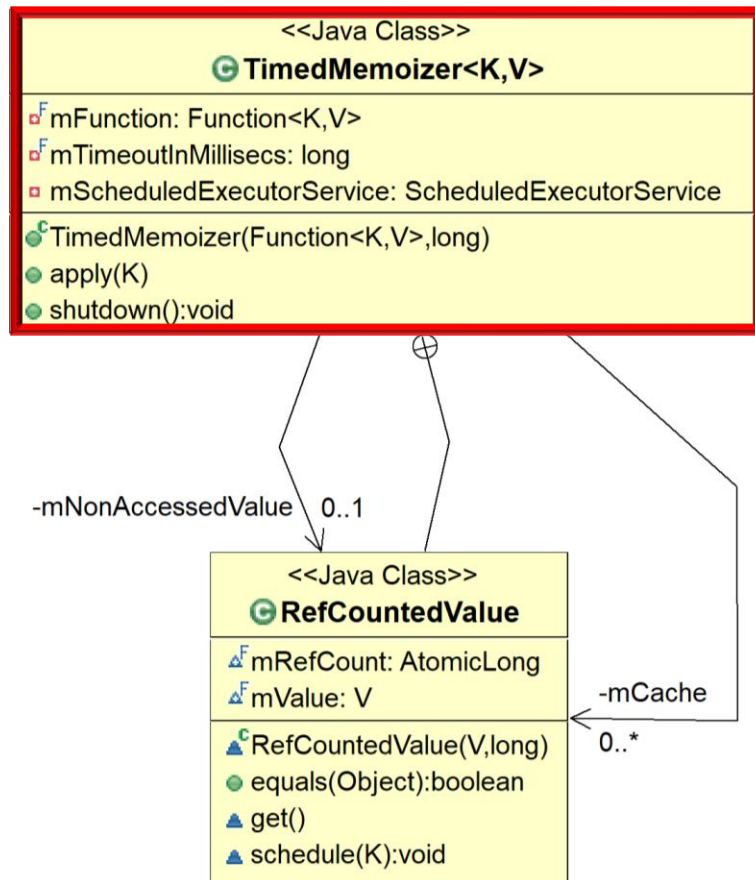 <<Java Class>>
C TimedMemoizer<K,V>
F mFunction: Function<K,V>
F mTimeoutInMillisecs: long
mScheduledExecutorService: ScheduledExecutorService
C TimedMemoizer(Function<K,V>,long)
apply(K)
shutdown():void
-mNonAccessedValue 0..1
<<Java Class>>
C RefCountedValue
F mRefCount: AtomicLong
F mValue: V
C RefCountedValue(V,long)
equals(Object):boolean
get()
schedule(K):void
-mCache
0..*